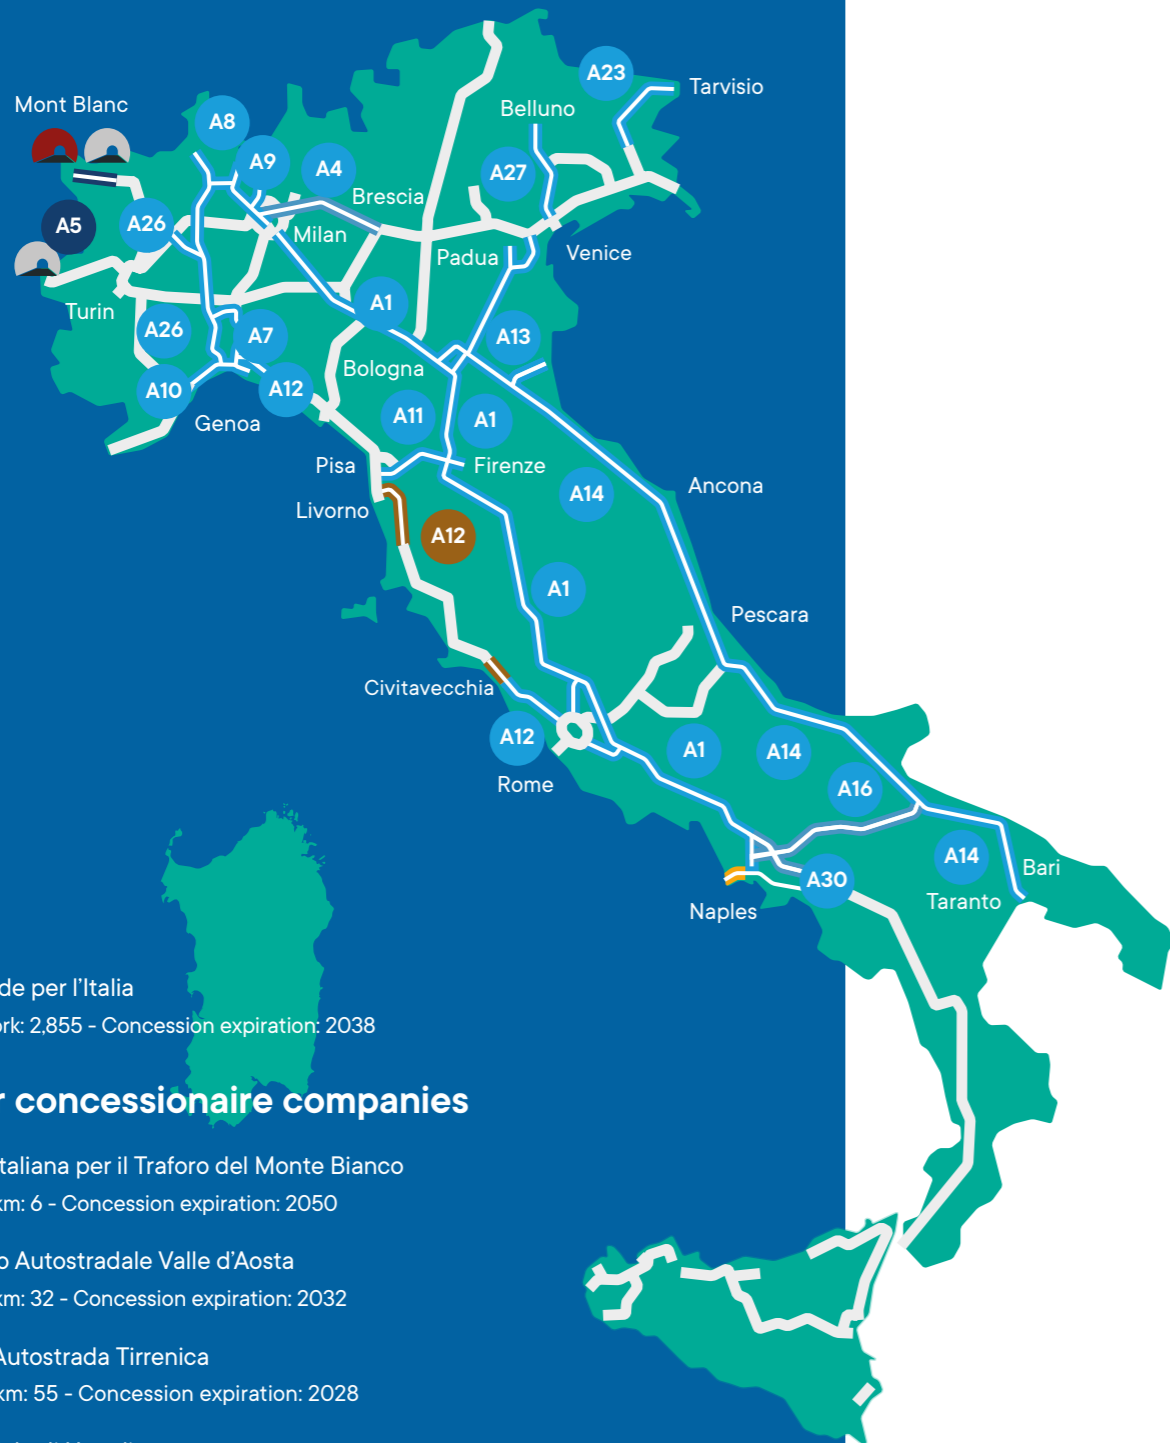 A23
Tarvisio
Mont Blanc
Belluno
A8
A9
A4
A27
Brescia
A5
A26
Milan
Padua
Venice
Turin
A1
A26
A7
A13
Bologna
A10
A12
Genoa
A11
A1
Pisa
Firenze
Livorno
A14
Ancona
A12
A1
Pescara
Civitavecchia
A12
A1
A14
Rome
A16
A14
Bari
A30
Taranto
Naples
de per l’Italia
ork: 2,855 - Concession expiration: 2038
r concessionaire companies
taliana per il Traforo del Monte Bianco
km: 6 - Concession expiration: 2050
o Autostradale Valle d’Aosta
km: 32 - Concession expiration: 2032
Autostrada Tirrenica
km: 55 - Concession expiration: 2028